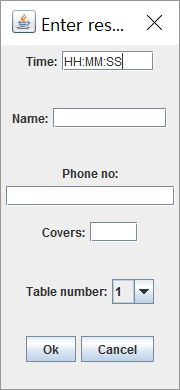 Enter res...
Time: HH:MM:SS
Name:
Phone no:
Covers:
Table number: 1
Ok Cancel